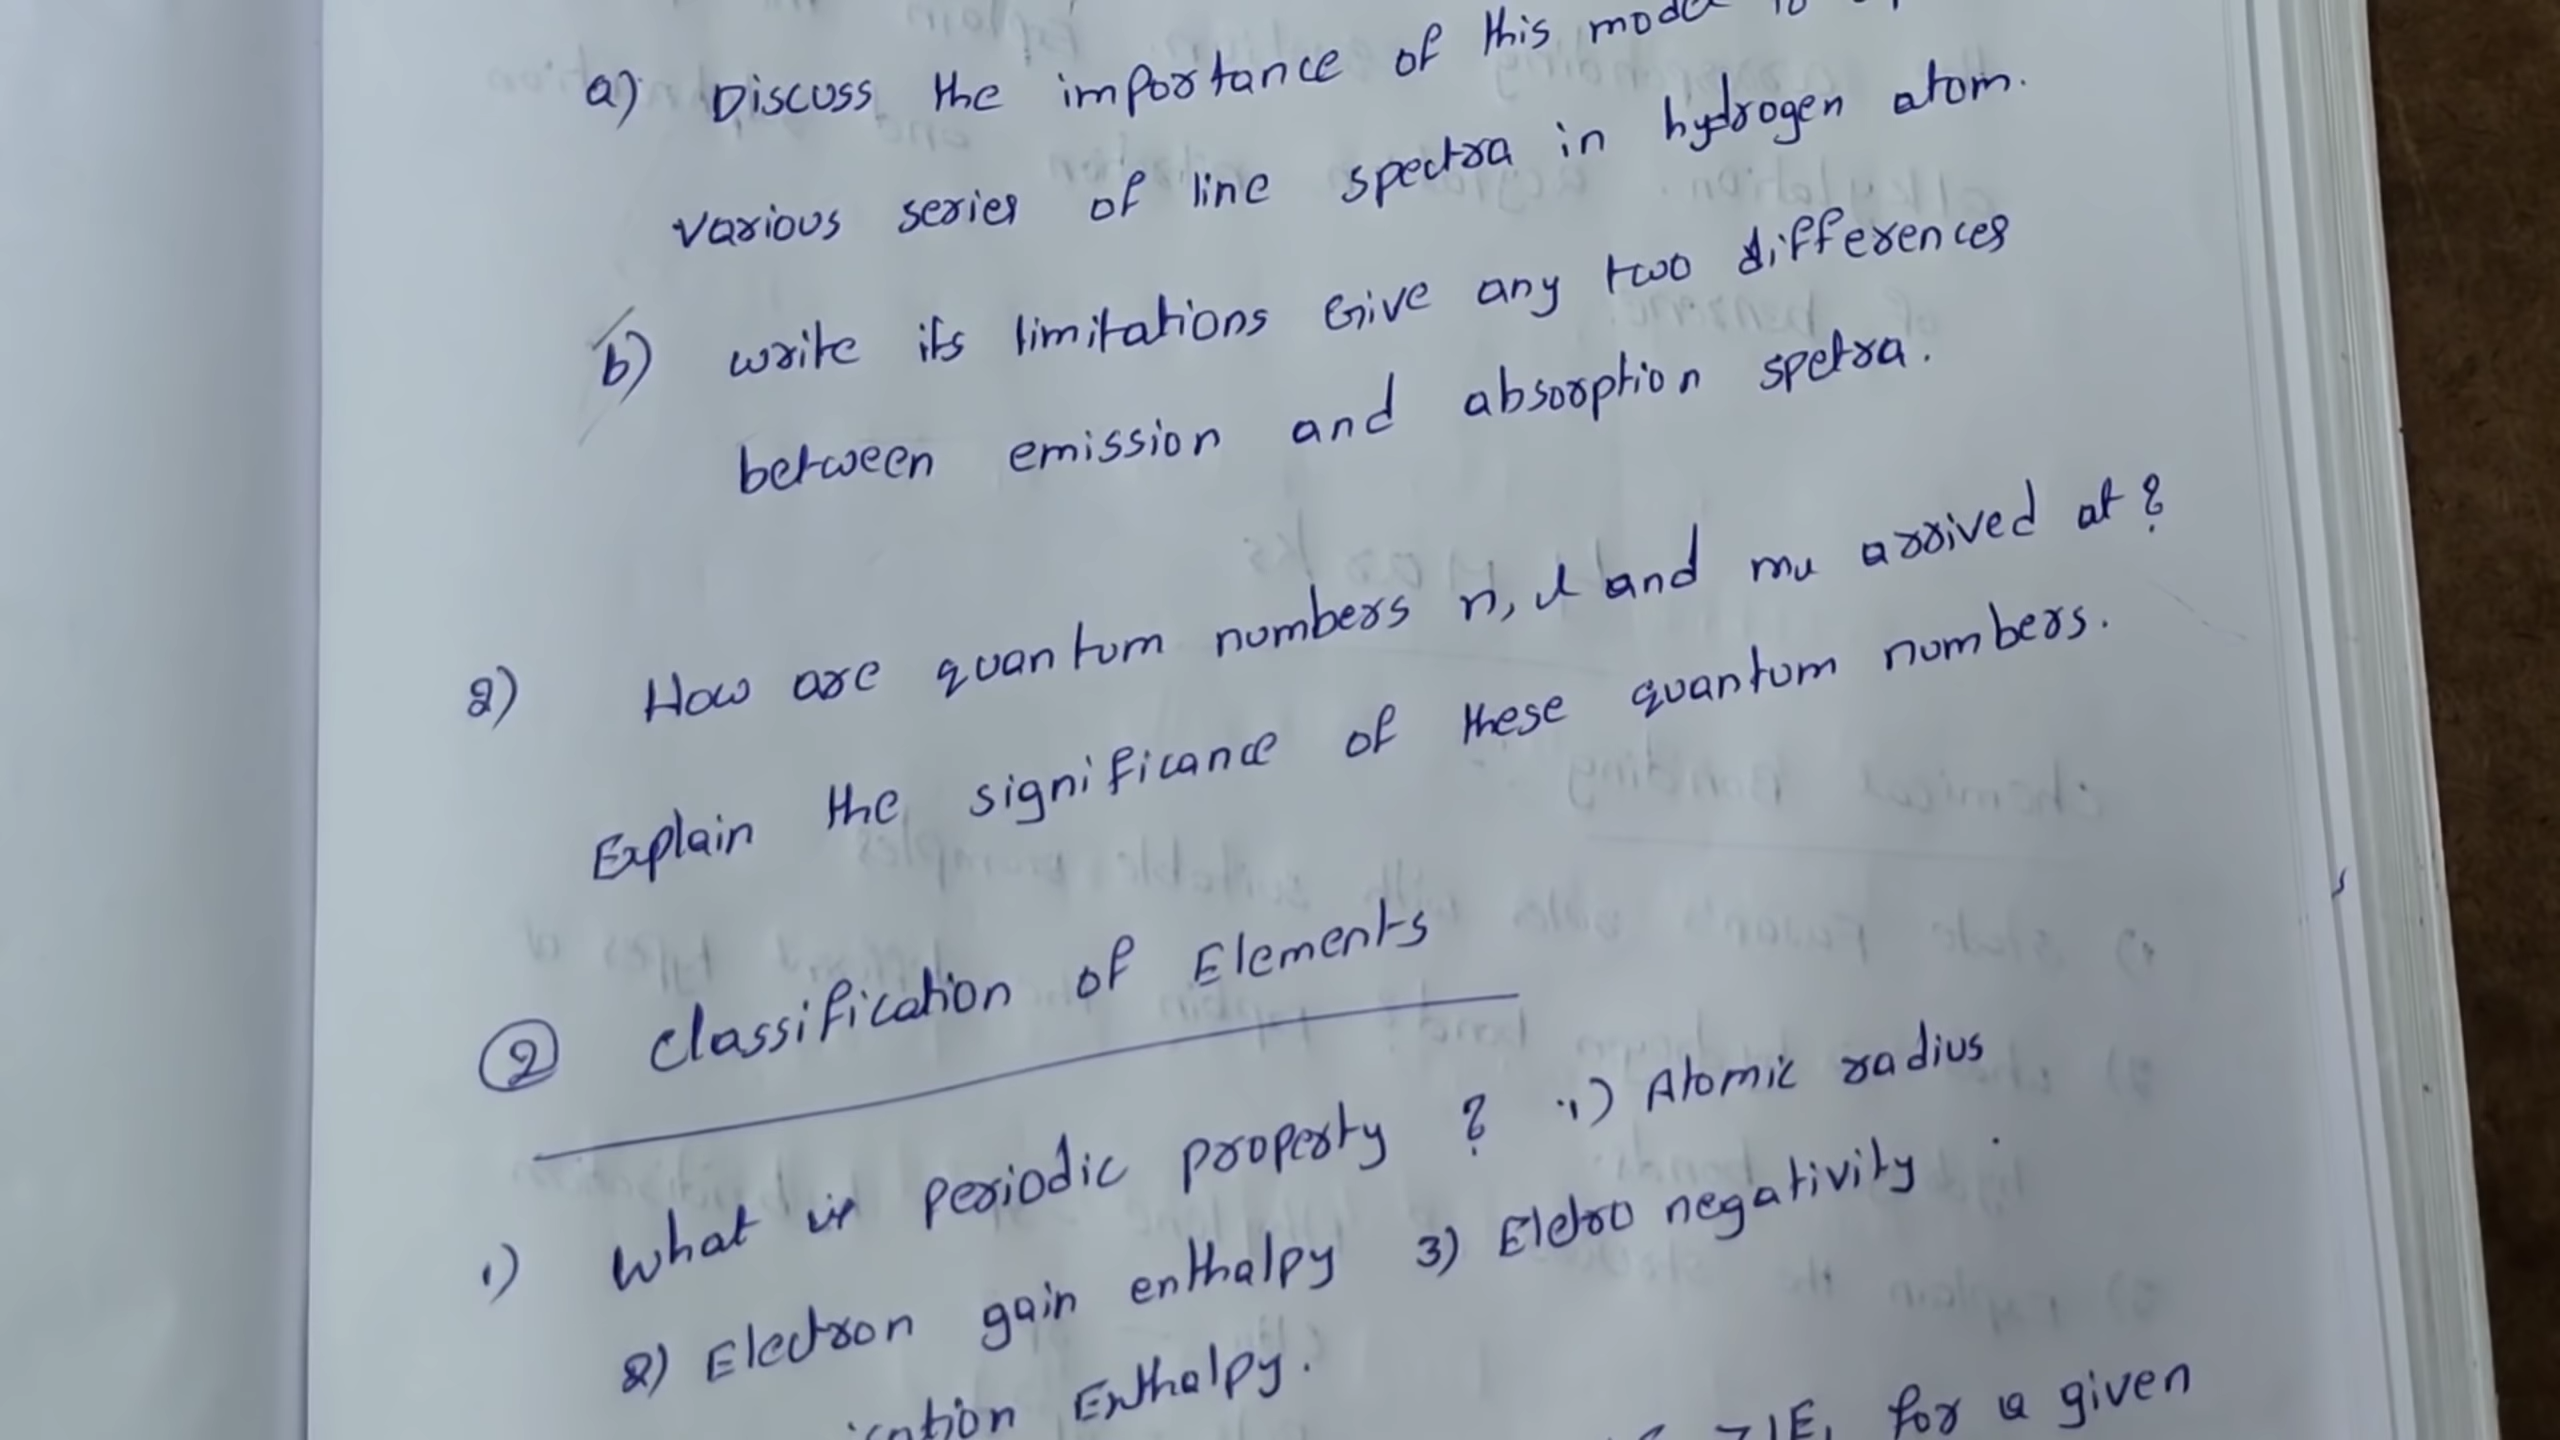 a) Discuss the importance of this model to
various series of line spectra in hydrogen atom.
b) write its limitations Give any two differences
between emission and absorption spetra.
2) How are quantum numbers n, l and ml arrived at?
Explain the significance of these quantum numbers.
② classification of Elements
1) What is periodic property? 1) Atomic radius
2) Electron gain enthalpy 3) Eletro negativity
Enthalpy.
for a given